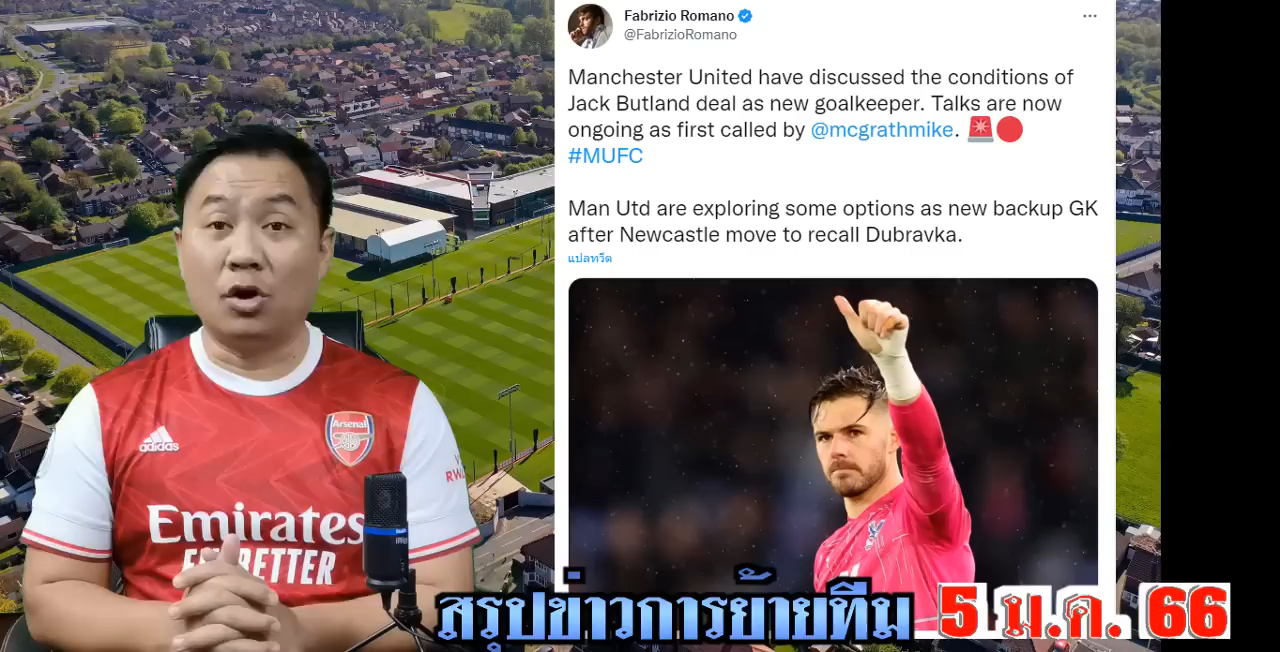 Fabrizio Romano
@FabrizioRomano
Manchester United have discussed the conditions of
Jack Butland deal as new goalkeeper. Talks are now
ongoing as first called by @mcgrathmike. 🚨🔴
#MUFC
Man Utd are exploring some options as new backup GK
after Newcastle move to recall Dubravka.
แปลทวีต
adidas
Arsenal
Emirates
FLY BETTER
สรุปข่าวการย้ายทีม 5 ม.ค. 66